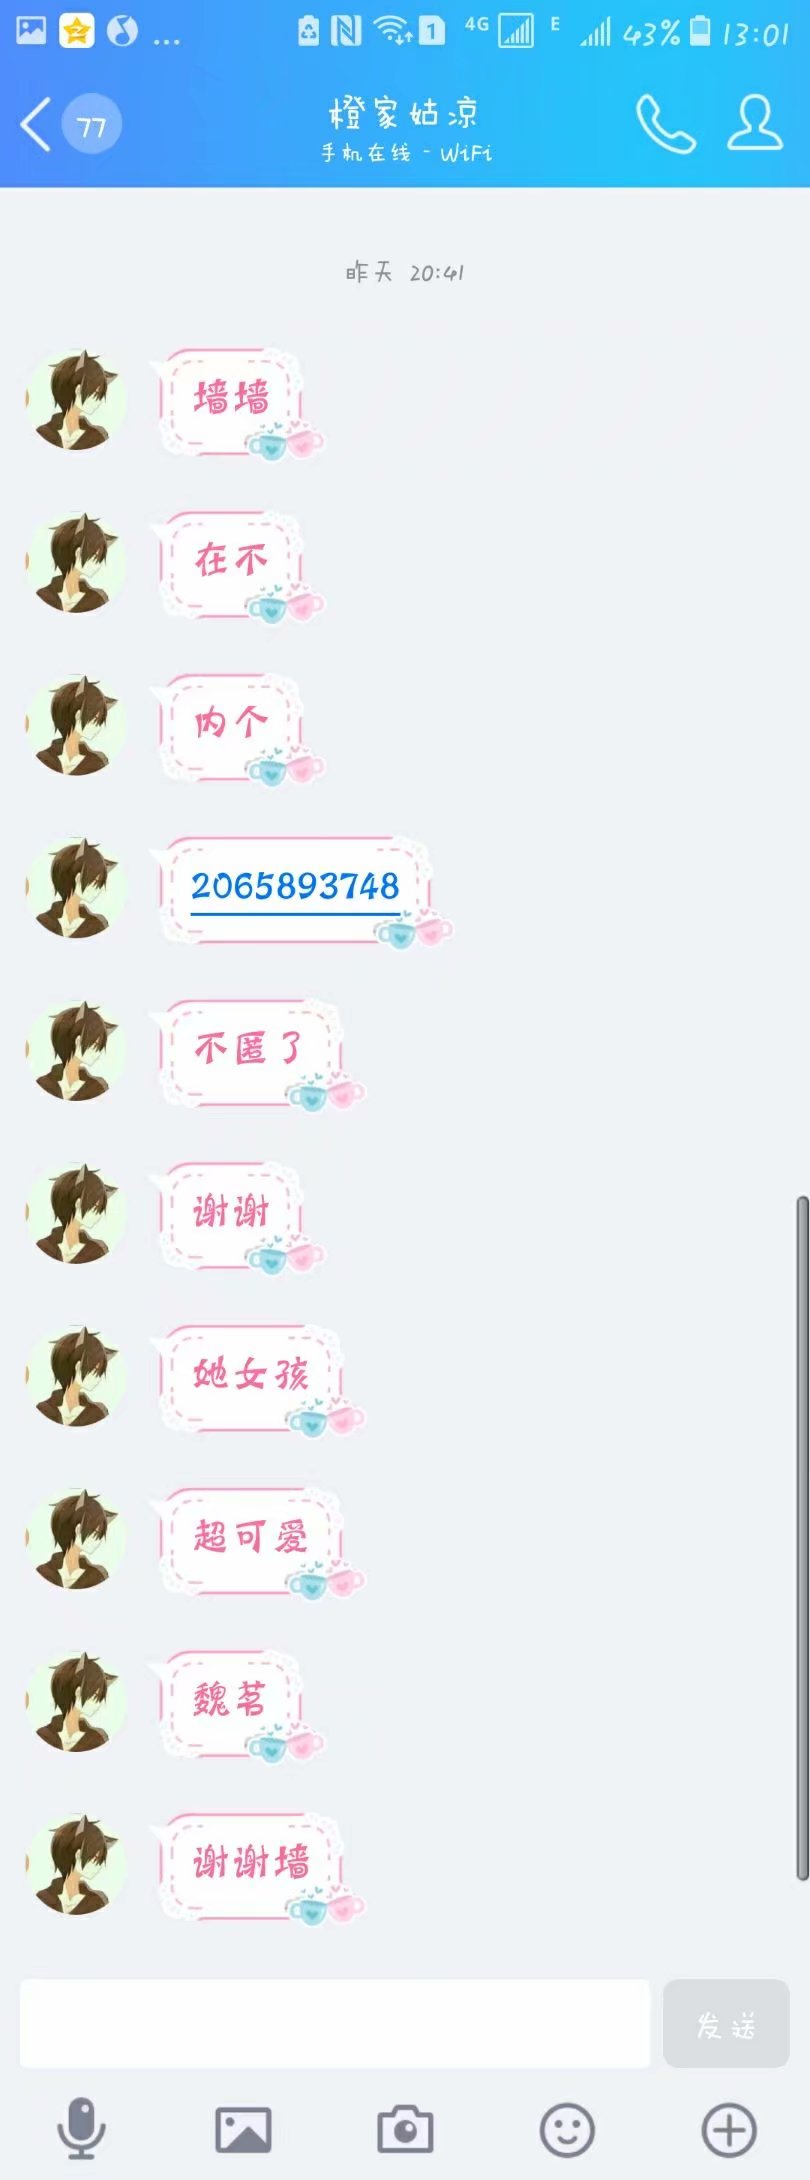 ... 1 4G E 43% 13:01
77
橙家姑凉
手机在线 - WiFi
昨天 20:41
墙墙
在不
内个
2065893748
不匿了
谢谢
她女孩
超可爱
魏茗
谢谢墙
发送